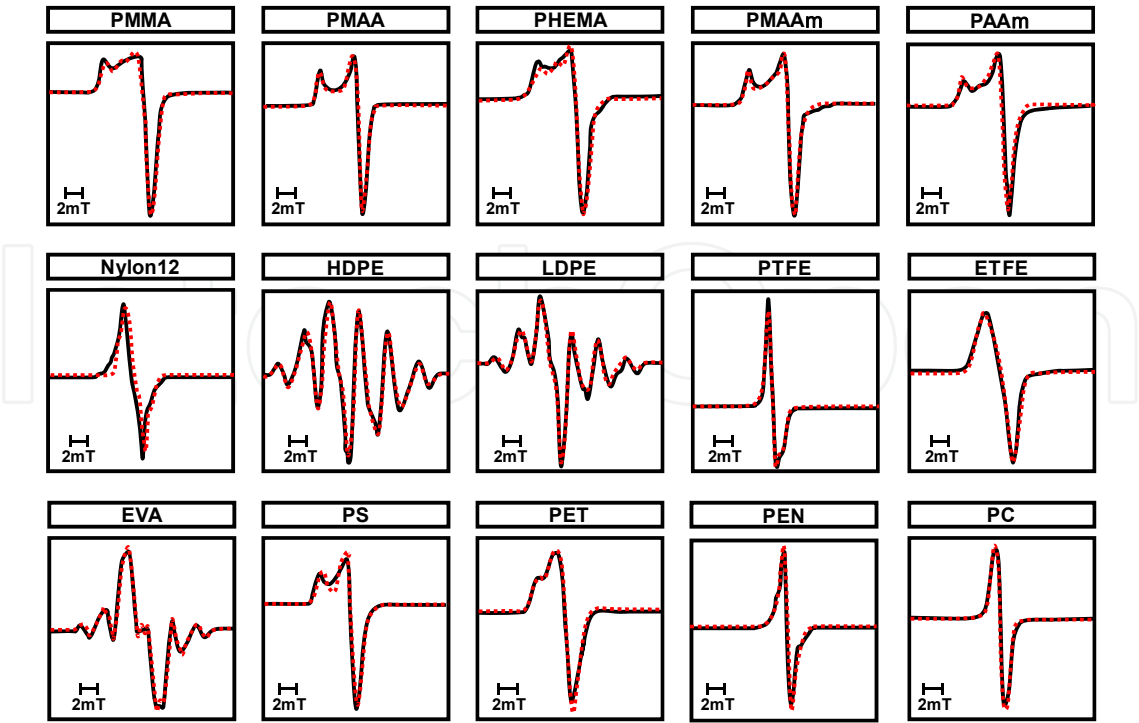 PMMA PMAA PHEMA PMAAm PAAm
2mT 2mT 2mT 2mT 2mT
Nylon12 HDPE LDPE PTFE ETFE
2mT 2mT 2mT 2mT 2mT
EVA PS PET PEN PC
2mT 2mT 2mT 2mT 2mT